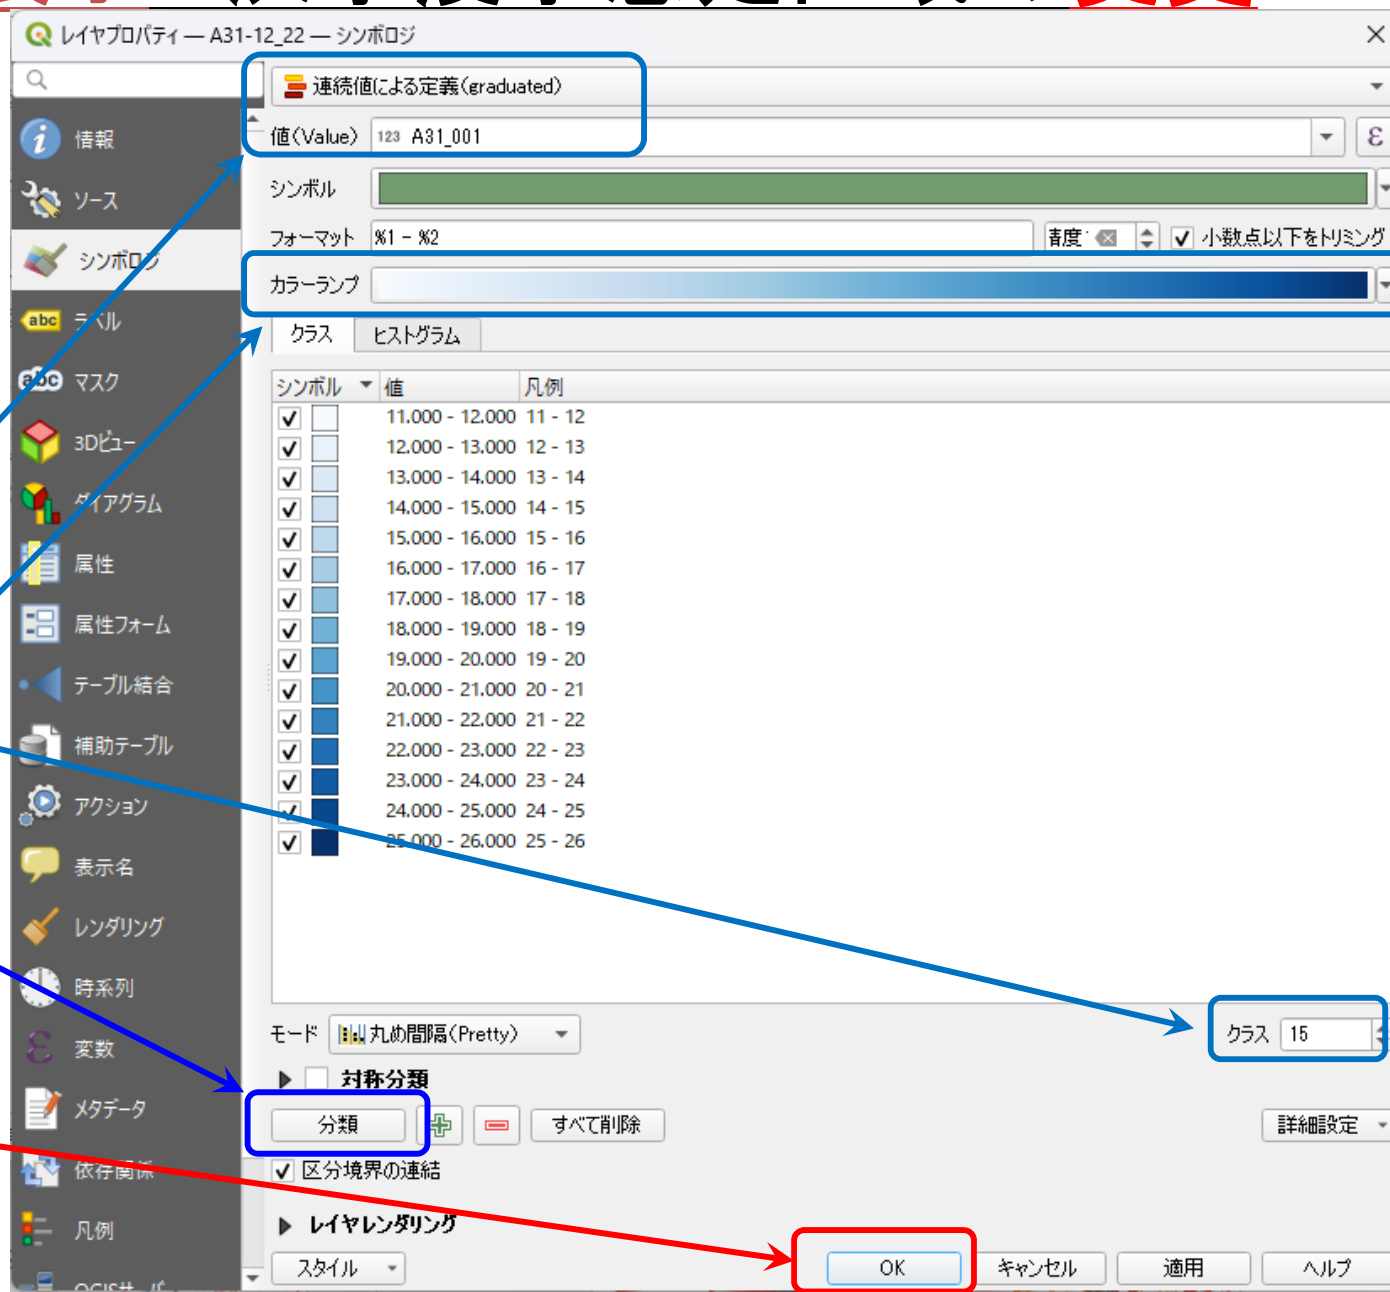 レイヤプロパティ — A31-12_22 — シンボロジ
連続値による定義(graduated)
情報
値(Value) 123 A31_001 ε
ソース
シンボル
フォーマット %1 - %2 小数点以下をトリミング
シンボロジ
カラーランプ
abc ラベル
クラス ヒストグラム
abc マスク
シンボル 値 凡例
11.000 - 12.000 11 - 12
3Dビュー
12.000 - 13.000 12 - 13
13.000 - 14.000 13 - 14
ダイアグラム
14.000 - 15.000 14 - 15
15.000 - 16.000 15 - 16
属性
16.000 - 17.000 16 - 17
17.000 - 18.000 17 - 18
属性フォーム
18.000 - 19.000 18 - 19
19.000 - 20.000 19 - 20
テーブル結合
20.000 - 21.000 20 - 21
21.000 - 22.000 21 - 22
補助テーブル
22.000 - 23.000 22 - 23
23.000 - 24.000 23 - 24
アクション
24.000 - 25.000 24 - 25
25.000 - 26.000 25 - 26
表示名
レンダリング
時系列
モード 丸め間隔(Pretty) クラス 15
変数
対称分類
メタデータ
分類 すべて削除 詳細設定
依存関係
区分境界の連結
凡例
レイヤレンダリング
スタイル OK キャンセル 適用 ヘルプ